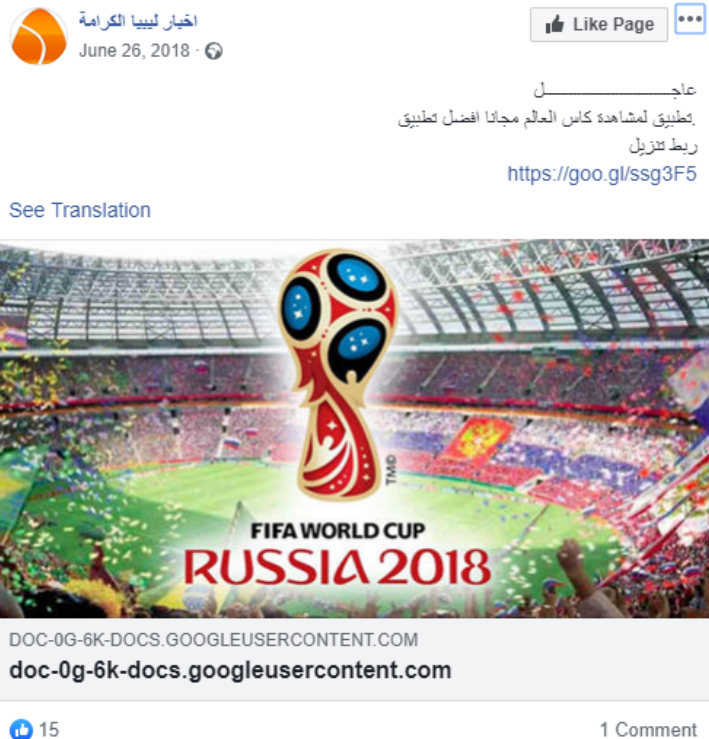 اخبار ليبيا الكرامة
June 26, 2018 ·
Like Page
عاجـــــــــــــــل
.تطبيق لمشاهدة كاس العالم مجانا افضل تطبيق
ربط تنزيل
https://goo.gl/ssg3F5
See Translation
TM©
FIFA WORLD CUP
RUSSIA 2018
DOC-0G-6K-DOCS.GOOGLEUSERCONTENT.COM
doc-0g-6k-docs.googleusercontent.com
15
1 Comment